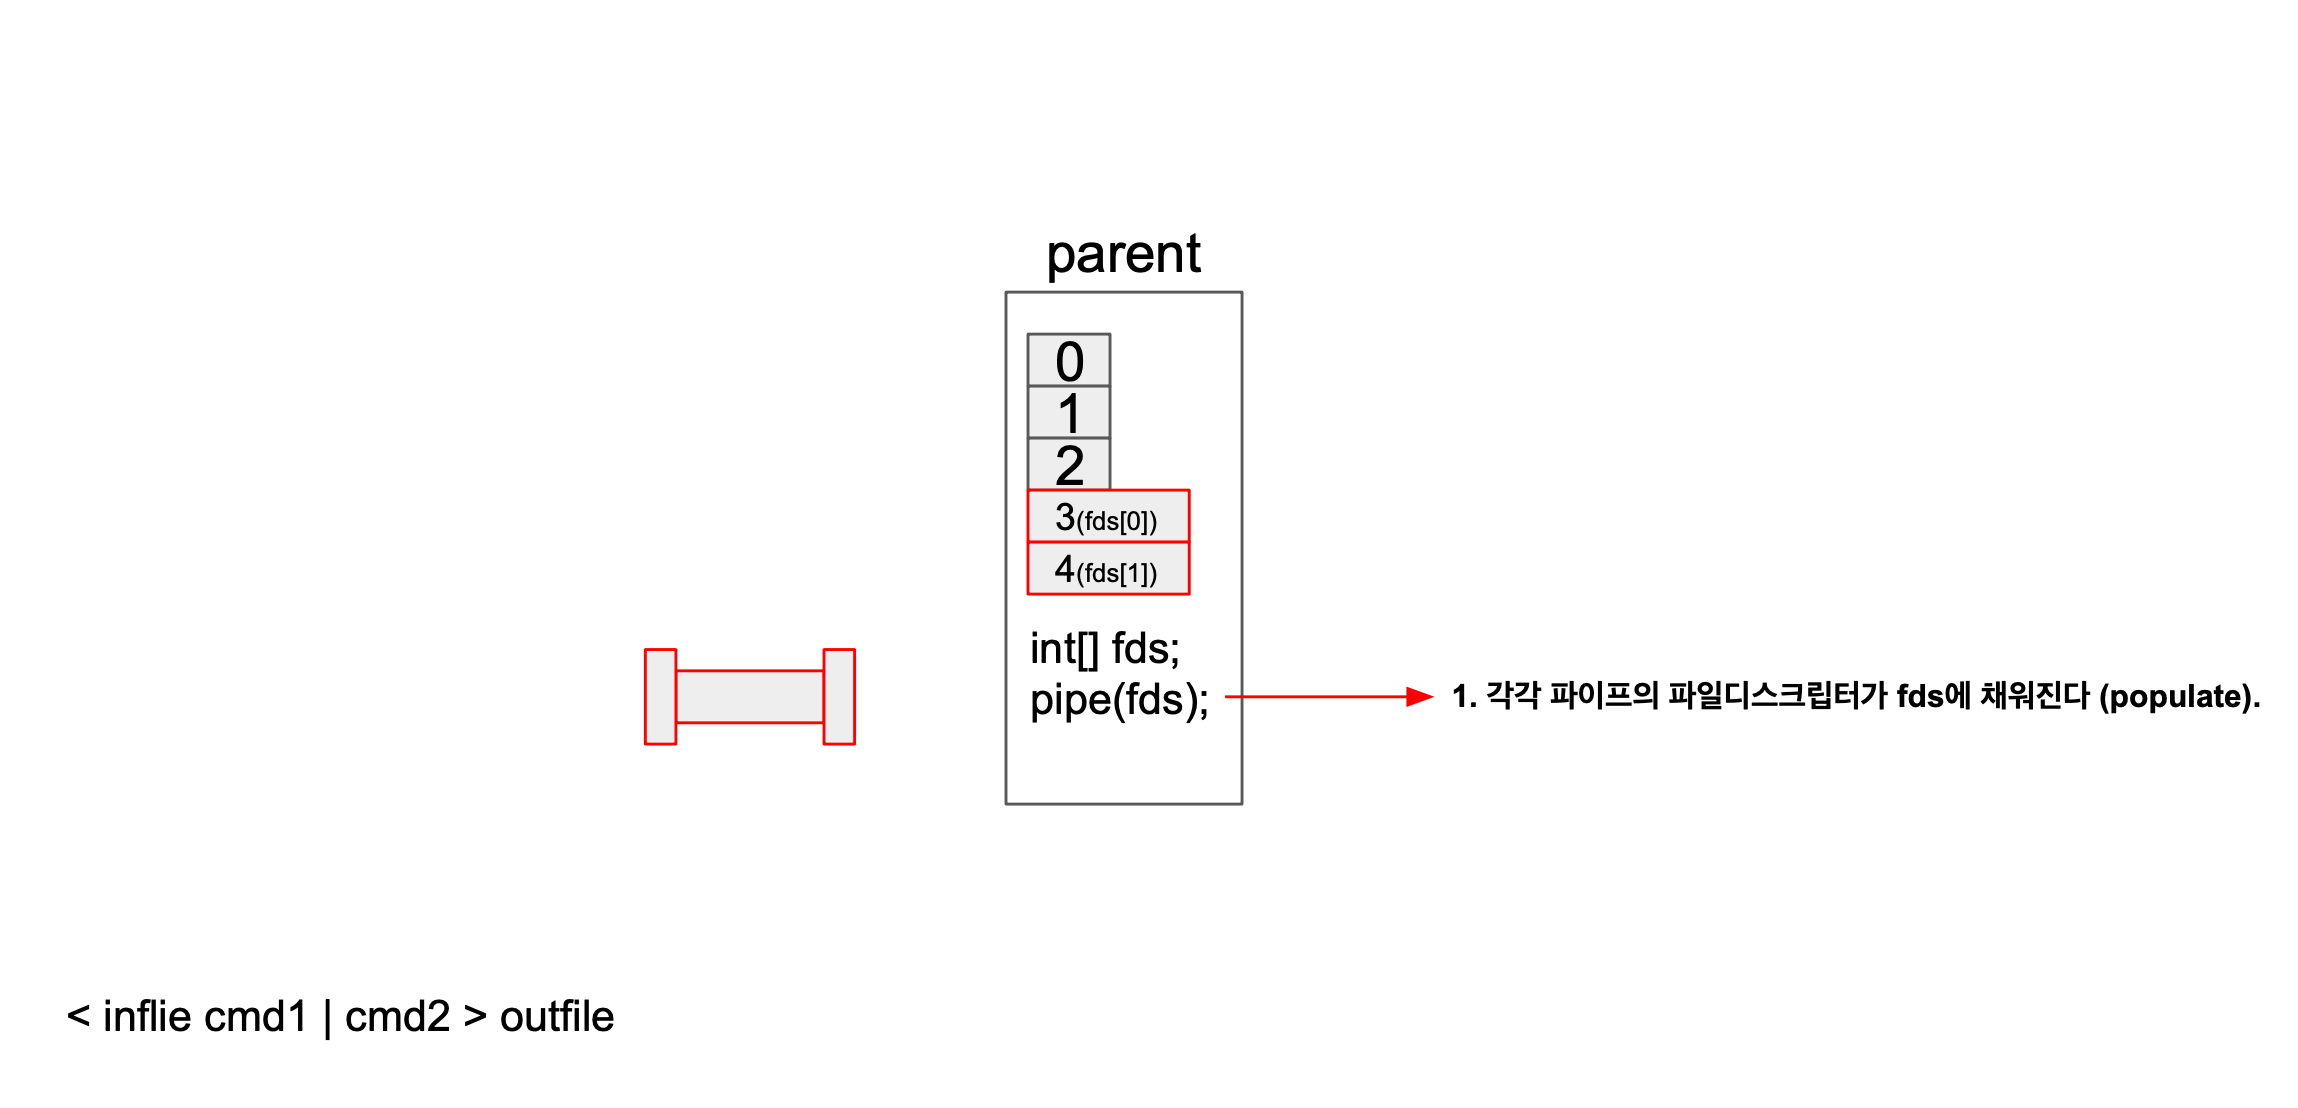 parent
0
1
2
3(fds[0])
4(fds[1])
int[] fds;
pipe(fds);
1. 각각 파이프의 파일디스크립터가 fds에 채워진다 (populate).
< inflie cmd1 | cmd2 > outfile